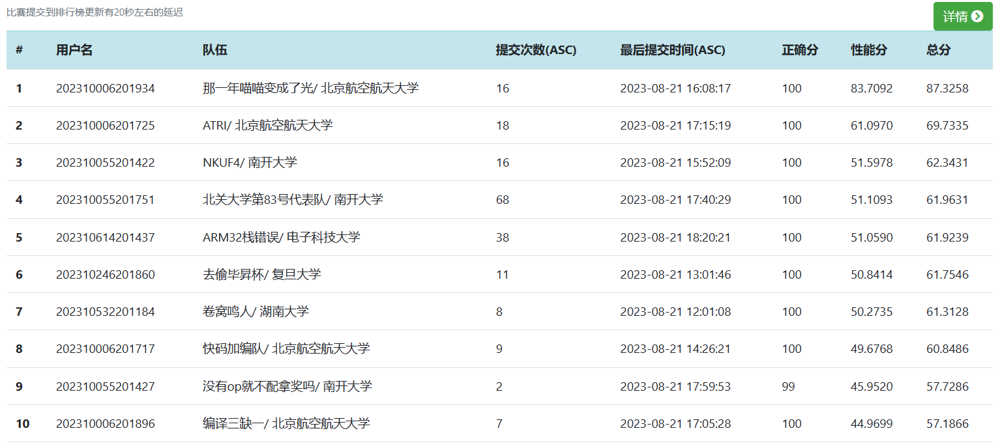 比赛提交到排行榜更新有20秒左右的延迟
详情
# 用户名 队伍 提交次数(ASC) 最后提交时间(ASC) 正确分 性能分 总分
1 202310006201934 那一年喵喵变成了光/ 北京航空航天大学 16 2023-08-21 16:08:17 100 83.7092 87.3258
2 202310006201725 ATRI/ 北京航空航天大学 18 2023-08-21 17:15:19 100 61.0970 69.7335
3 202310055201422 NKUF4/ 南开大学 16 2023-08-21 15:52:09 100 51.5978 62.3431
4 202310055201751 北关大学第83号代表队/ 南开大学 68 2023-08-21 17:40:29 100 51.1093 61.9631
5 202310614201437 ARM32栈错误/ 电子科技大学 38 2023-08-21 18:20:21 100 51.0590 61.9239
6 202310246201860 去偷毕昇杯/ 复旦大学 11 2023-08-21 13:01:46 100 50.8414 61.7546
7 202310532201184 卷窝鸣人/ 湖南大学 8 2023-08-21 12:01:08 100 50.2735 61.3128
8 202310006201717 快码加编队/ 北京航空航天大学 9 2023-08-21 14:26:21 100 49.6768 60.8486
9 202310055201427 没有op就不配拿奖吗/ 南开大学 2 2023-08-21 17:59:53 99 45.9520 57.7286
10 202310006201896 编译三缺一/ 北京航空航天大学 7 2023-08-21 17:05:28 100 44.9699 57.1866